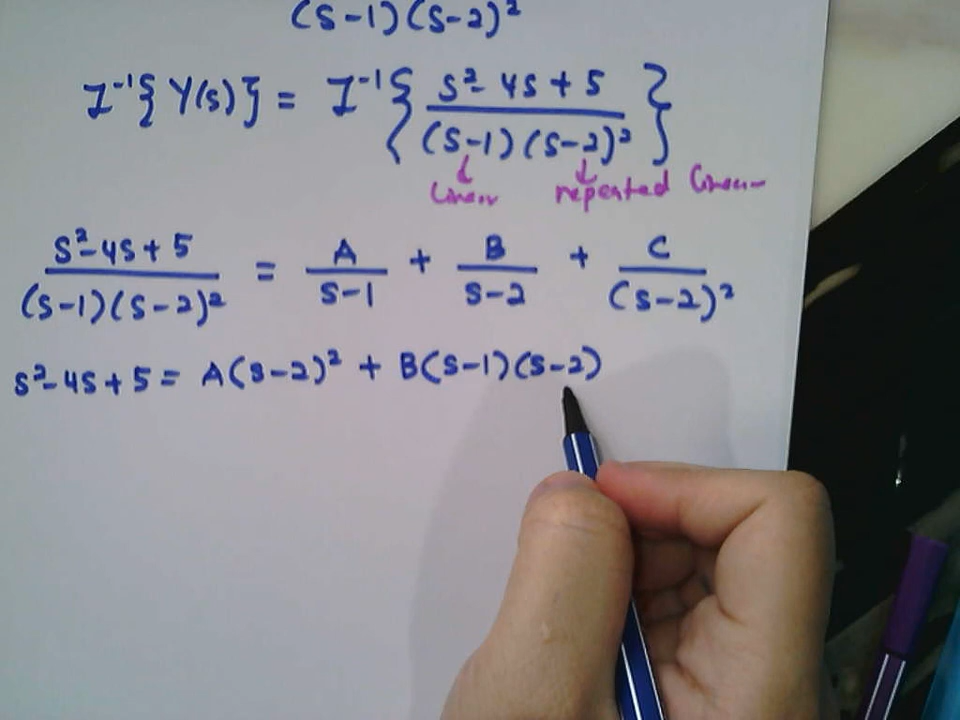 (s-1)(s-2)²
ℒ⁻¹{Y(s)} = ℒ⁻¹{(s²-4s+5)/((s-1)(s-2)²)}
linear repeated linear
(s²-4s+5)/((s-1)(s-2)²) = A/(s-1) + B/(s-2) + C/(s-2)²
s²-4s+5 = A(s-2)² + B(s-1)(s-2)